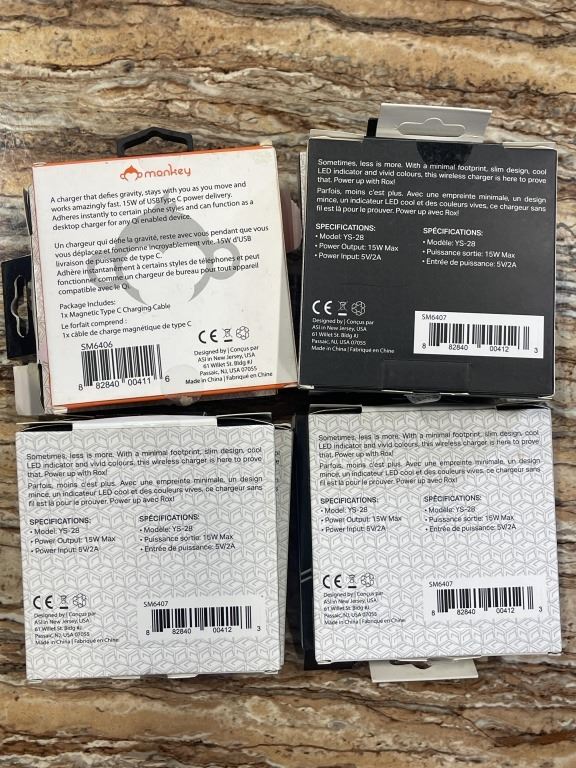 monkey
A charger that defies gravity, stays with you as you move and
works amazingly fast. 15W of USBType C power delivery.
Adheres instantly to certain phone styles and can function as a
desktop charger for any Qi enabled device.
Un chargeur qui défie la gravité, reste avec vous pendant que vous
vous déplacez et fonctionne incroyablement vite. 15W d'USB
livraison de puissance de type C.
Adhère instantanément à certains styles de téléphones et peut
fonctionner comme un chargeur de bureau pour tout appareil
compatible avec le Qi.
Package Includes:
1x Magnetic Type C Charging Cable
Le forfait comprend :
1x câble de charge magnétique de type C
SM6406
8 82840 00411 6
CE
Designed by | Conçus par
ASI in New Jersey, USA
61 Willet St. Bldg #J
Passaic, NJ, USA 07055
Made in China | Fabriqué en Chine
Sometimes, less is more. With a minimal footprint, slim design, cool
LED indicator and vivid colours, this wireless charger is here to prove
that. Power up with Rox!
Parfois, moins c'est plus. Avec une empreinte minimale, un design
mince, un indicateur LED cool et des couleurs vives, ce chargeur sans
fil est là pour le prouver. Power up avec Rox!
SPECIFICATIONS:
• Model: YS-28
• Power Output: 15W Max
• Power Input: 5V/2A
SPÉCIFICATIONS:
• Modèle: YS-28
• Puissance sortie: 15W Max
• Entrée de puissance: 5V/2A
CE
Designed by | Conçus par
ASI in New Jersey, USA
61 Willet St. Bldg #J
Passaic, NJ, USA 07055
Made in China | Fabriqué en Chine
SM6407
8 82840 00412 3
Sometimes, less is more. With a minimal footprint, slim design, cool
LED indicator and vivid colours, this wireless charger is here to prove
that. Power up with Rox!
Parfois, moins c'est plus. Avec une empreinte minimale, un design
mince, un indicateur LED cool et des couleurs vives, ce chargeur sans
fil est là pour le prouver. Power up avec Rox!
SPECIFICATIONS:
• Model: YS-28
• Power Output: 15W Max
• Power Input: 5V/2A
SPÉCIFICATIONS:
• Modèle: YS-28
• Puissance sortie: 15W Max
• Entrée de puissance: 5V/2A
CE
Designed by | Conçus par
ASI in New Jersey, USA
61 Willet St. Bldg #J
Passaic, NJ, USA 07055
Made in China | Fabriqué en Chine
SM6407
8 82840 00412 3
Sometimes, less is more. With a minimal footprint, slim design, cool
LED indicator and vivid colours, this wireless charger is here to prove
that. Power up with Rox!
Parfois, moins c'est plus. Avec une empreinte minimale, un design
mince, un indicateur LED cool et des couleurs vives, ce chargeur sans
fil est là pour le prouver. Power up avec Rox!
SPECIFICATIONS:
• Model: YS-28
• Power Output: 15W Max
• Power Input: 5V/2A
SPÉCIFICATIONS:
• Modèle: YS-28
• Puissance sortie: 15W Max
• Entrée de puissance: 5V/2A
CE
Designed by | Conçus par
ASI in New Jersey, USA
61 Willet St. Bldg #J
Passaic, NJ, USA 07055
Made in China | Fabriqué en Chine
SM6407
8 82840 00412 3